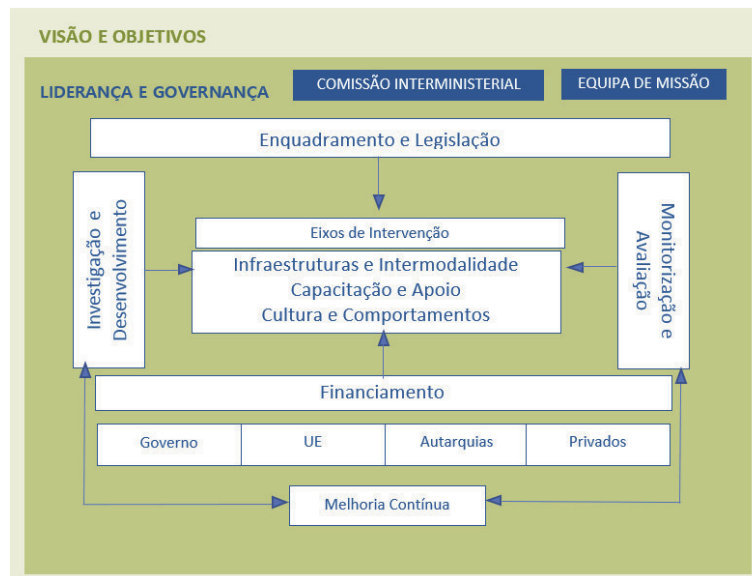 VISÃO E OBJETIVOS
LIDERANÇA E GOVERNANÇA
COMISSÃO INTERMINISTERIAL
EQUIPA DE MISSÃO
Enquadramento e Legislação
Investigação e
Desenvolvimento
Eixos de Intervenção
Infraestruturas e Intermodalidade
Capacitação e Apoio
Cultura e Comportamentos
Monitorização e
Avaliação
Financiamento
Governo
UE
Autarquias
Privados
Melhoria Contínua